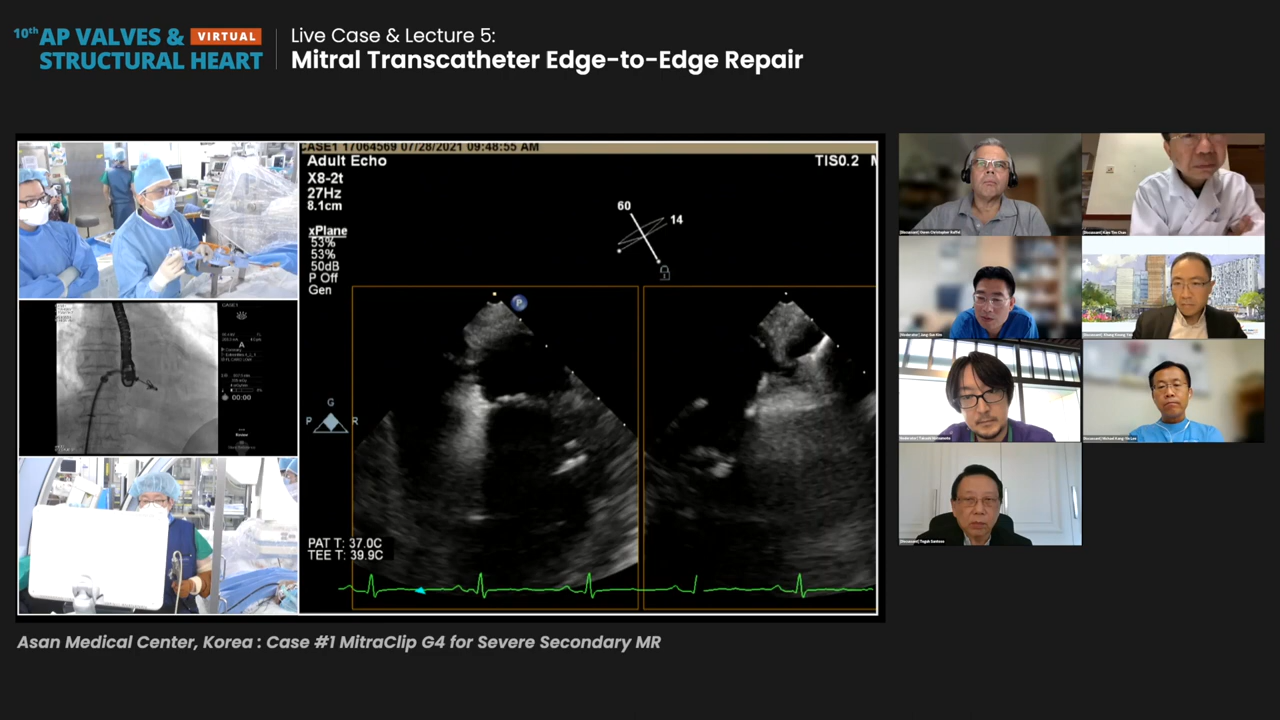 10th AP VALVES & VIRTUAL
STRUCTURAL HEART
Live Case & Lecture 5:
Mitral Transcatheter Edge-to-Edge Repair
CASE1 17064569 07/28/2021 09:48:55 AM
Adult Echo
TIS0.2 M
X8-2t
27Hz
8.1cm
xPlane
53%
53%
50dB
P Off
Gen
60
14
P
G
P R
PAT T: 37.0C
TEE T: 39.9C
CASE1
A
00:00
Asan Medical Center, Korea : Case #1 MitraClip G4 for Severe Secondary MR